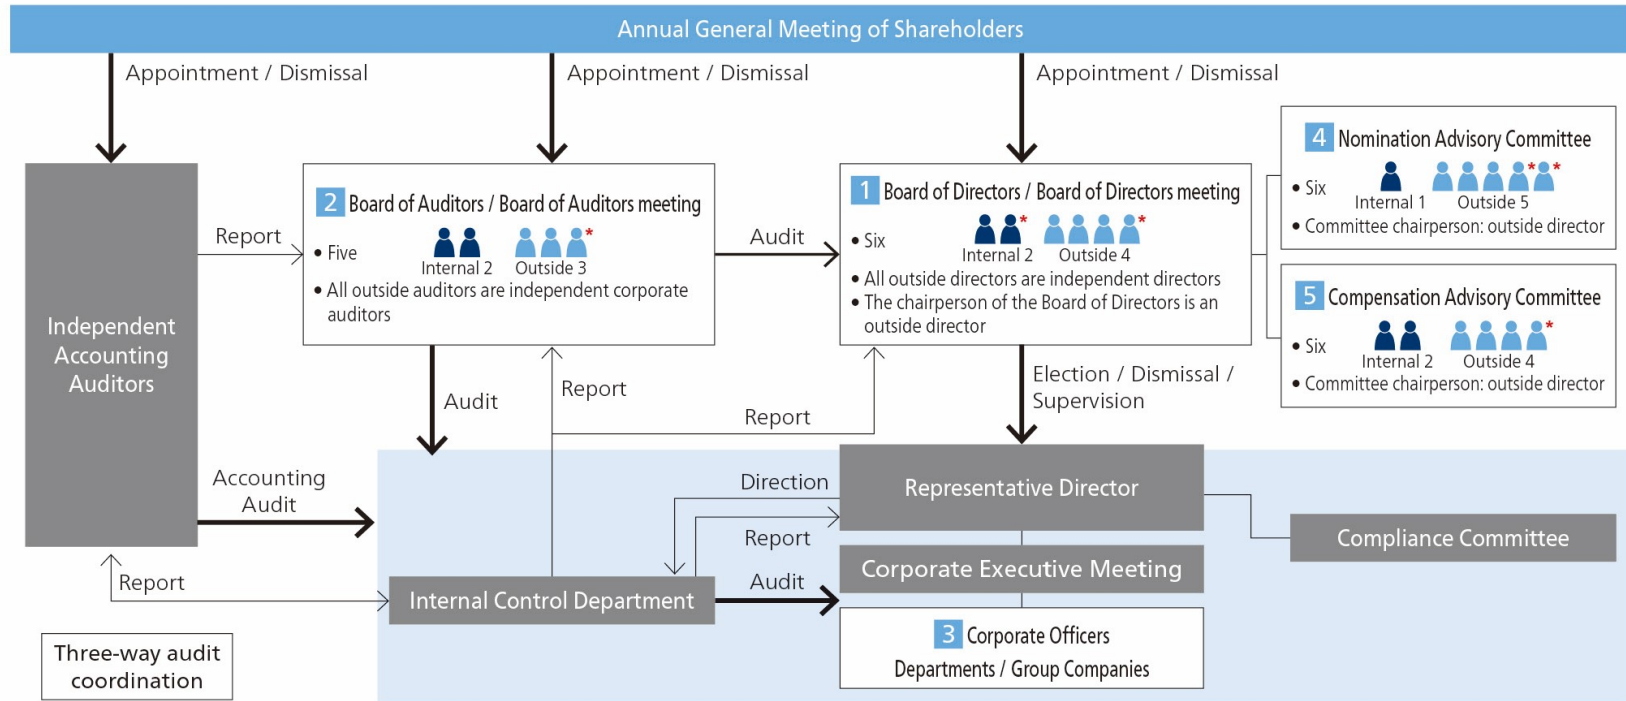 Annual General Meeting of Shareholders
Appointment / Dismissal
Appointment / Dismissal
Appointment / Dismissal
Independent
Accounting
Auditors
Report
2 Board of Auditors / Board of Auditors meeting
• Five
*
Internal 2
Outside 3
• All outside auditors are independent corporate
auditors
Audit
1 Board of Directors / Board of Directors meeting
• Six
*
*
Internal 2
Outside 4
• All outside directors are independent directors
• The chairperson of the Board of Directors is an
outside director
4 Nomination Advisory Committee
• Six
*
*
Internal 1
Outside 5
• Committee chairperson: outside director
5 Compensation Advisory Committee
• Six
*
Internal 2
Outside 4
• Committee chairperson: outside director
Audit
Report
Report
Election / Dismissal /
Supervision
Accounting
Audit
Direction
Report
Representative Director
Compliance Committee
Corporate Executive Meeting
Report
Internal Control Department
Audit
3 Corporate Officers
Departments / Group Companies
Three-way audit
coordination